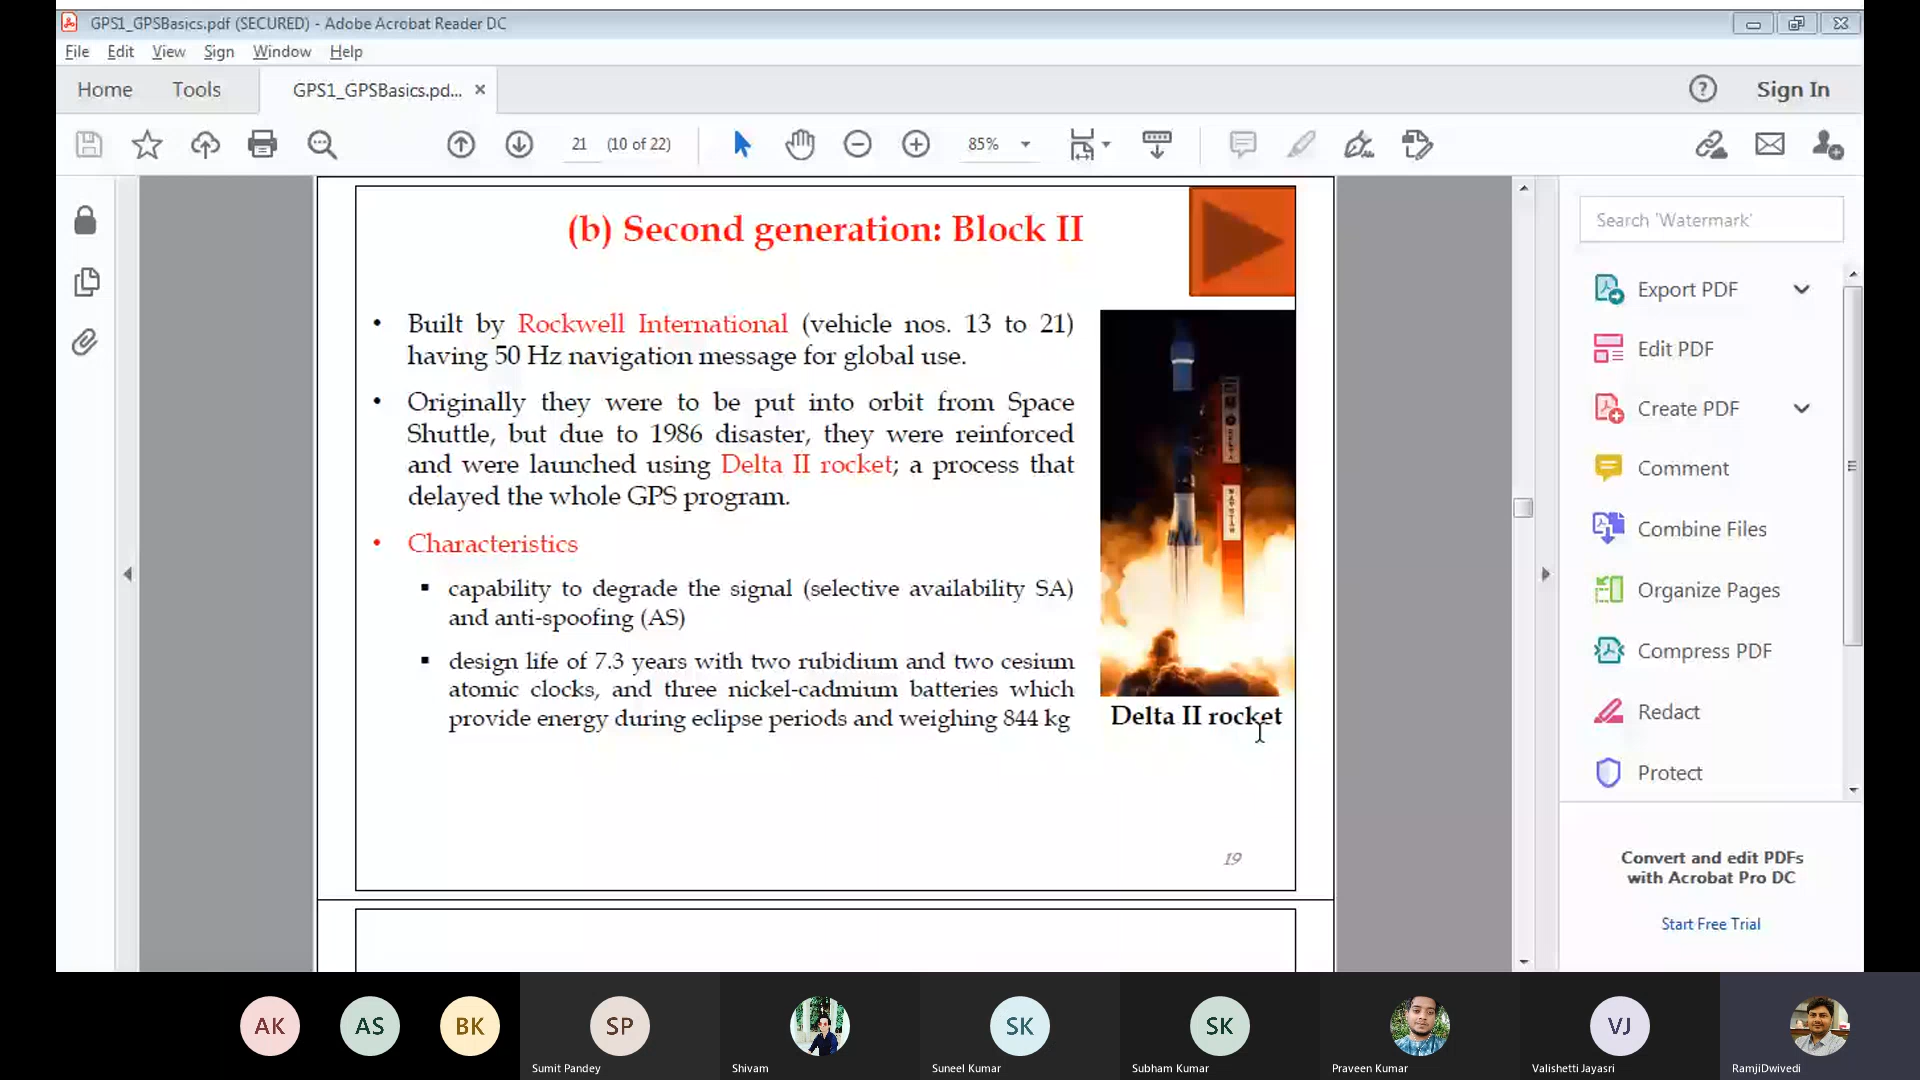 GPS1_GPSBasics.pdf (SECURED) - Adobe Acrobat Reader DC
File Edit View Sign Window Help
Home Tools GPS1_GPSBasics.pd... × Sign In
21 (10 of 22) 85%
(b) Second generation: Block II
• Built by Rockwell International (vehicle nos. 13 to 21)
having 50 Hz navigation message for global use.
• Originally they were to be put into orbit from Space
Shuttle, but due to 1986 disaster, they were reinforced
and were launched using Delta II rocket; a process that
delayed the whole GPS program.
• Characteristics
▪ capability to degrade the signal (selective availability SA)
and anti-spoofing (AS)
▪ design life of 7.3 years with two rubidium and two cesium
atomic clocks, and three nickel-cadmium batteries which
provide energy during eclipse periods and weighing 844 kg
Delta II rocket
19
Search 'Watermark'
Export PDF
Edit PDF
Create PDF
Comment
Combine Files
Organize Pages
Compress PDF
Redact
Protect
Convert and edit PDFs
with Acrobat Pro DC
Start Free Trial
AK AS BK SP SK SK VJ
Sumit Pandey Shivam Suneel Kumar Subham Kumar Praveen Kumar Valishetti Jayasri RamjiDwivedi